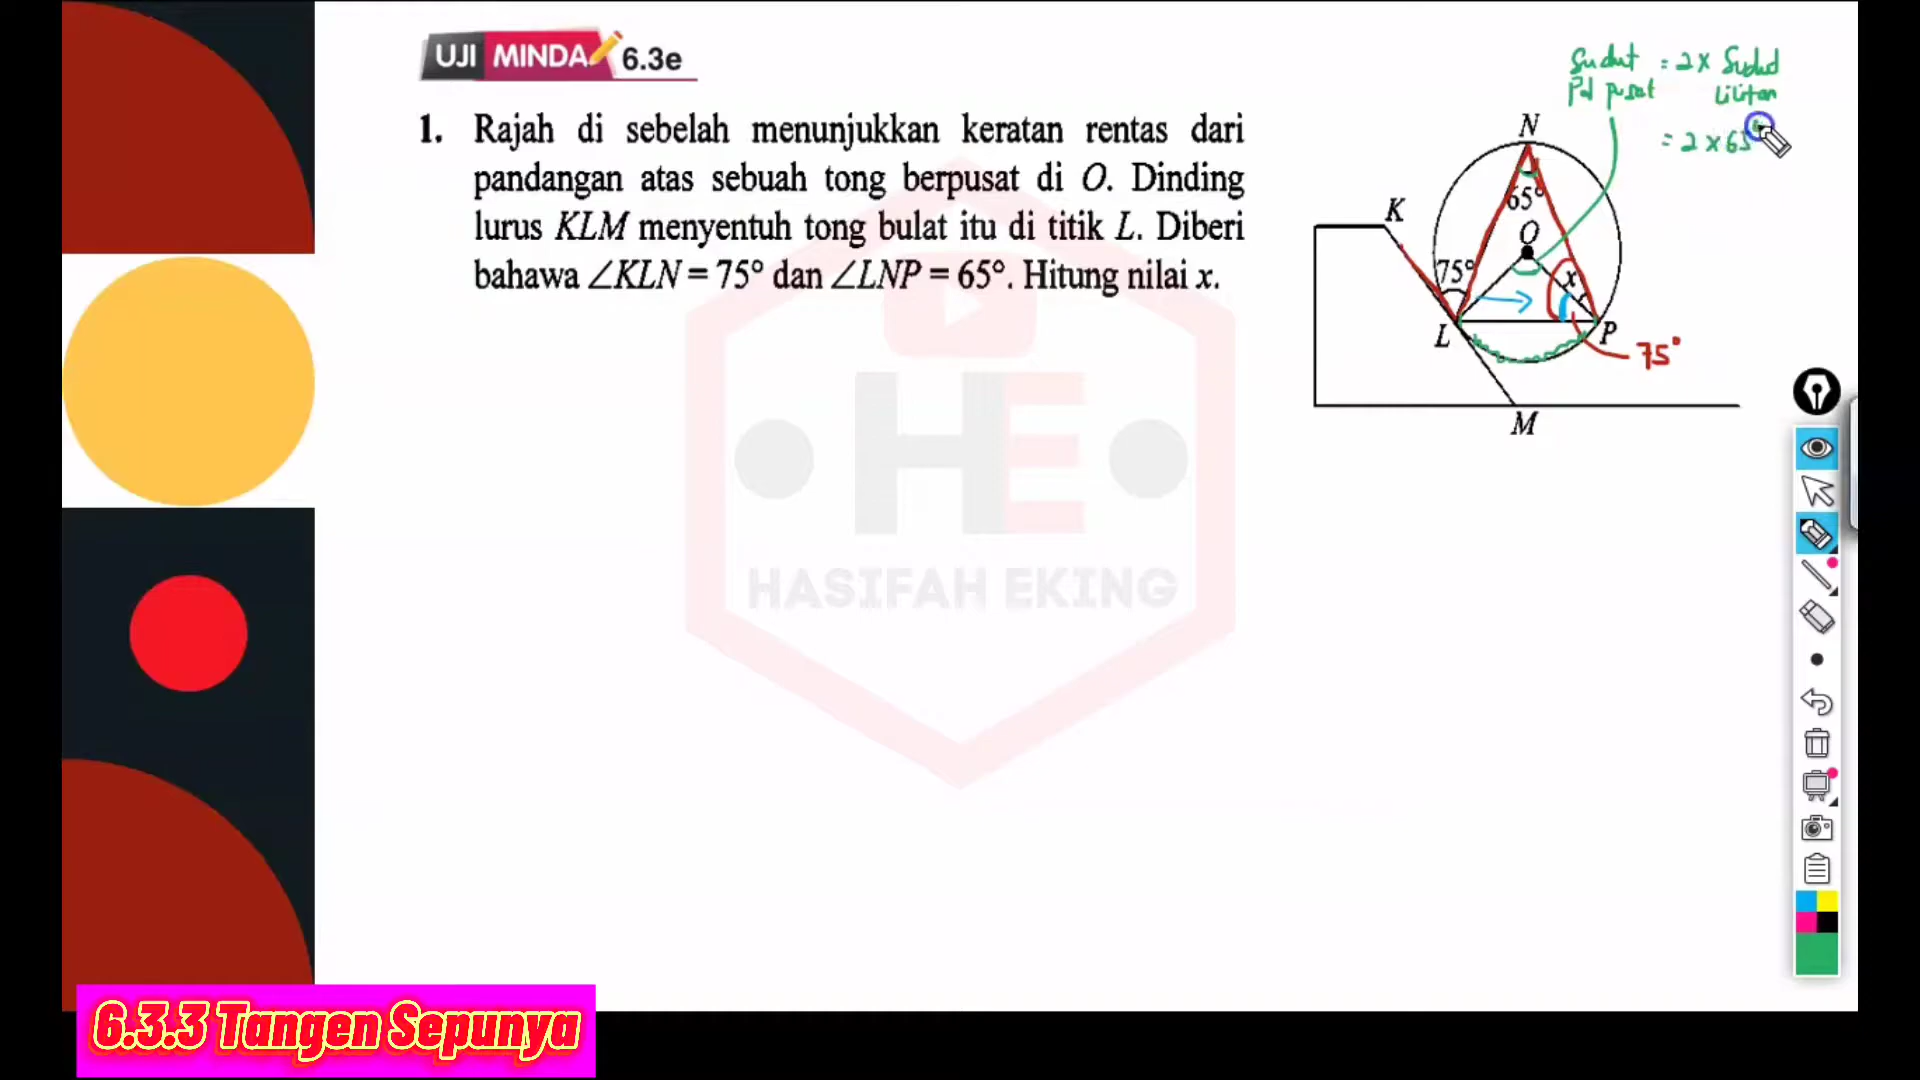 UJI MINDA 6.3e
1. Rajah di sebelah menunjukkan keratan rentas dari
pandangan atas sebuah tong berpusat di O. Dinding
lurus KLM menyentuh tong bulat itu di titik L. Diberi
bahawa ∠KLN = 75° dan ∠LNP = 65°. Hitung nilai x.
Sudut = 2 x Sudut
Pd pusat Lilitan
= 2 x 65°
N
65°
K
O
75°
x
L
P
75°
M
HE
HASIFAH EKING
6.3.3 Tangen Sepunya